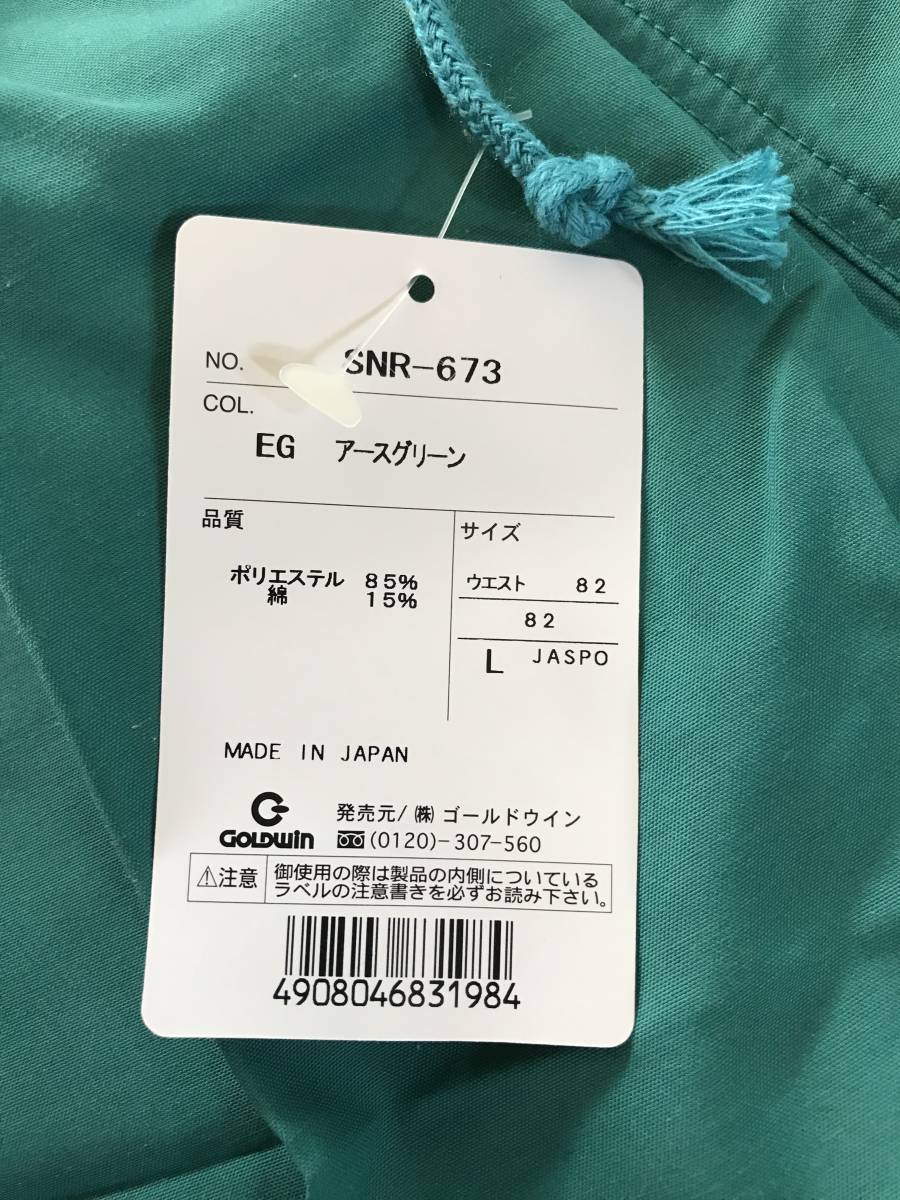 NO. SNR-673
COL.
EG アースグリーン
品質
ポリエステル 85%
綿 15%
サイズ
ウエスト 82
82
L JASPO
MADE IN JAPAN
GOLDWIN
発売元/㈱ゴールドウイン
(0120)-307-560
⚠注意
御使用の際は製品の内側についている
ラベルの注意書きを必ずお読み下さい。
4908046831984